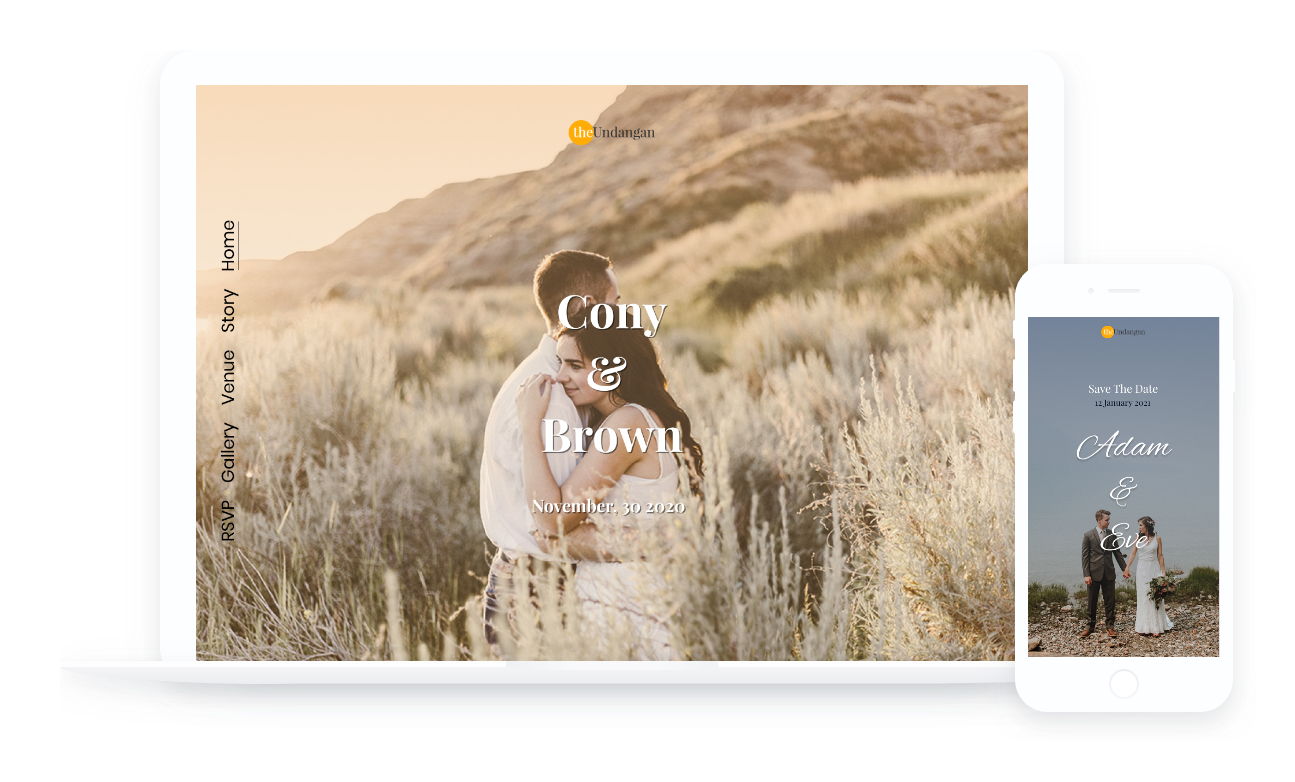 theUndangan
Home
Story
Venue
Gallery
RSVP
Cony
&
Brown
November, 30 2020
theUndangan
Save The Date
12 January 2021
Adam
&
Eve